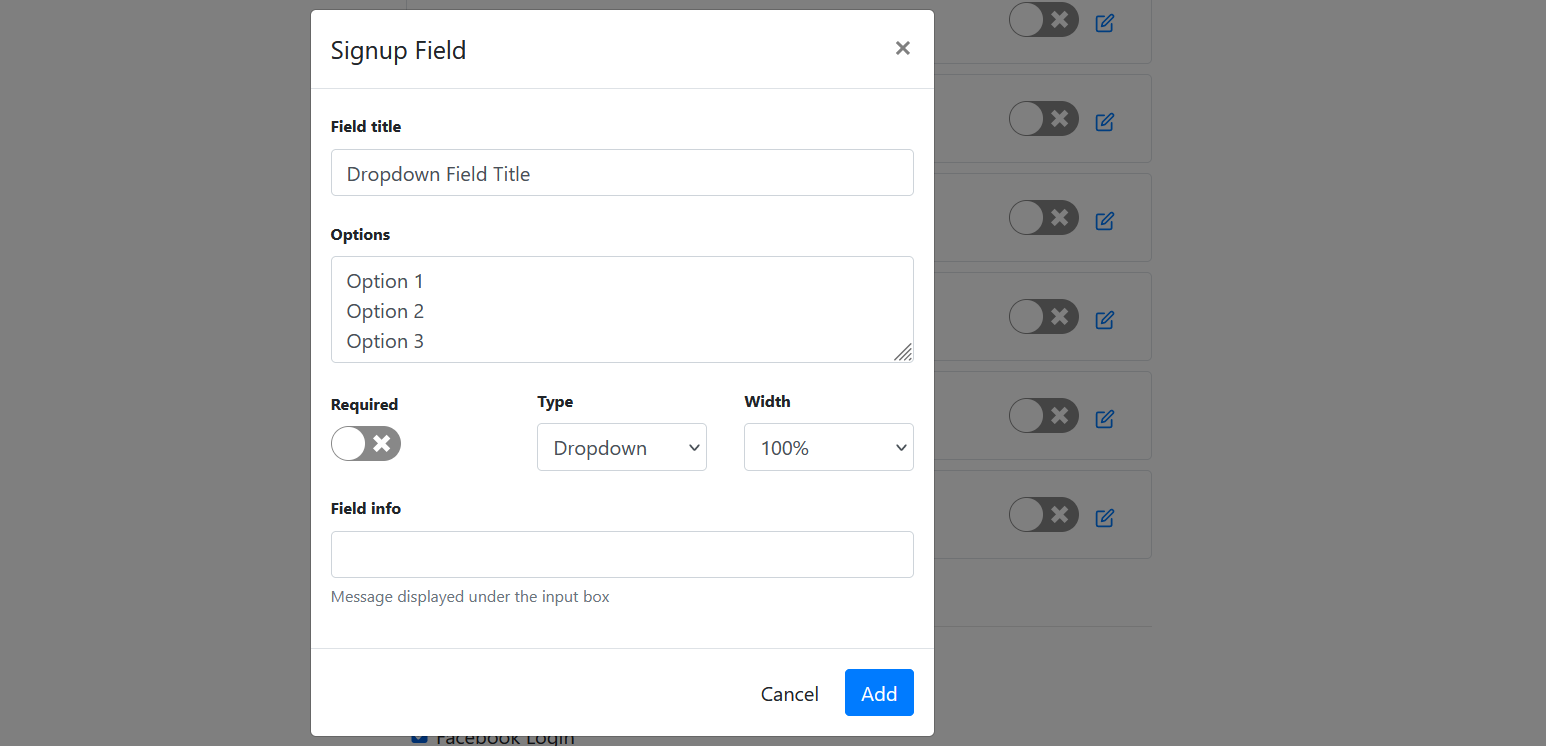 Signup Field
Field title
Dropdown Field Title
Options
Option 1
Option 2
Option 3
Required
Type
Width
Dropdown
100%
Field info
Message displayed under the input box
Cancel
Add
Facebook Login